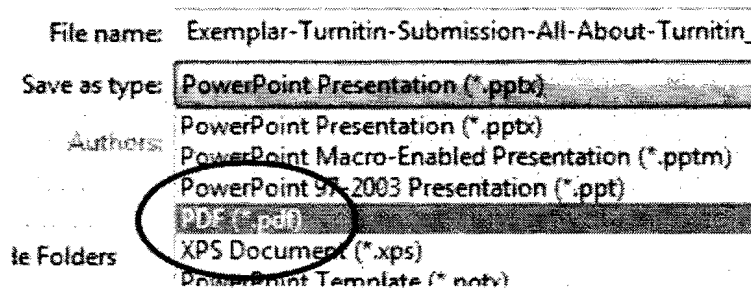 File name: Exemplar-Turnitin-Submission-All-About-Turnitin_
Save as type: PowerPoint Presentation (*.pptx)
Authors: PowerPoint Presentation (*.pptx)
PowerPoint Macro-Enabled Presentation (*.pptm)
PowerPoint 97-2003 Presentation (*.ppt)
PDF (*.pdf)
le Folders XPS Document (*.xps)
PowerPoint Template (*.potx)